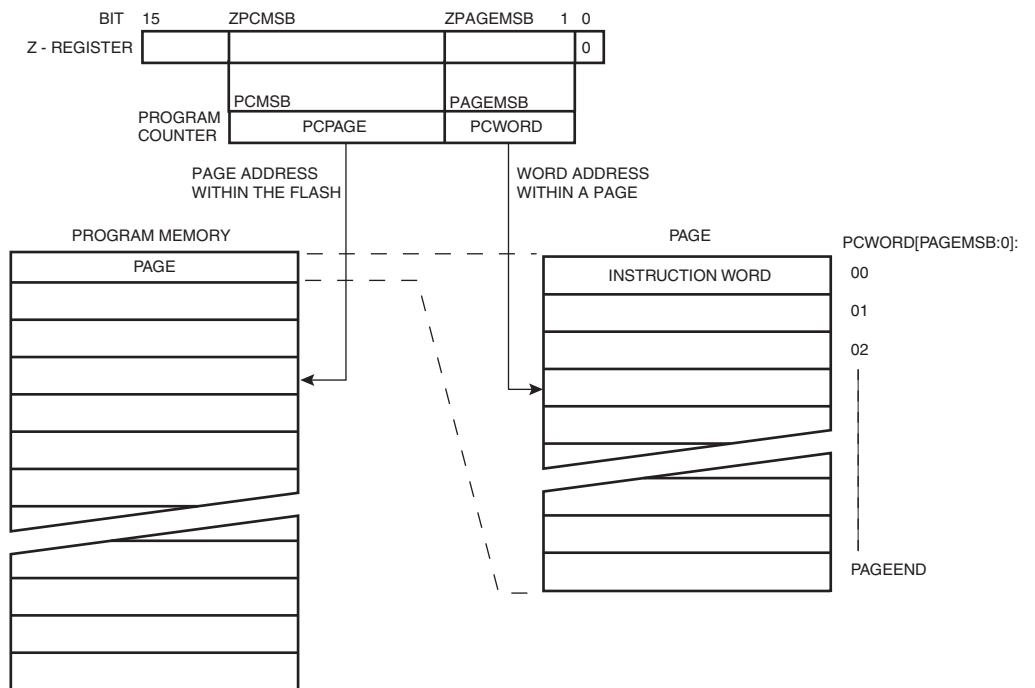 BIT 15 ZPCMSB ZPAGEMSB 1 0
Z - REGISTER 0
PCMSB PAGEMSB
PROGRAM
COUNTER
PCPAGE PCWORD
PAGE ADDRESS
WITHIN THE FLASH
WORD ADDRESS
WITHIN A PAGE
PROGRAM MEMORY
PAGE
PAGE
PCWORD[PAGEMSB:0]:
INSTRUCTION WORD 00
01
02
PAGEEND